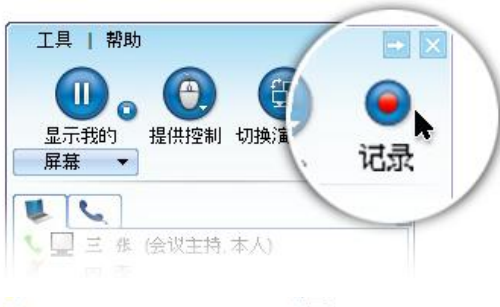 工具 | 帮助
显示我的
屏幕
提供控制
切换演
记录
三 张 (会议主持, 本人)